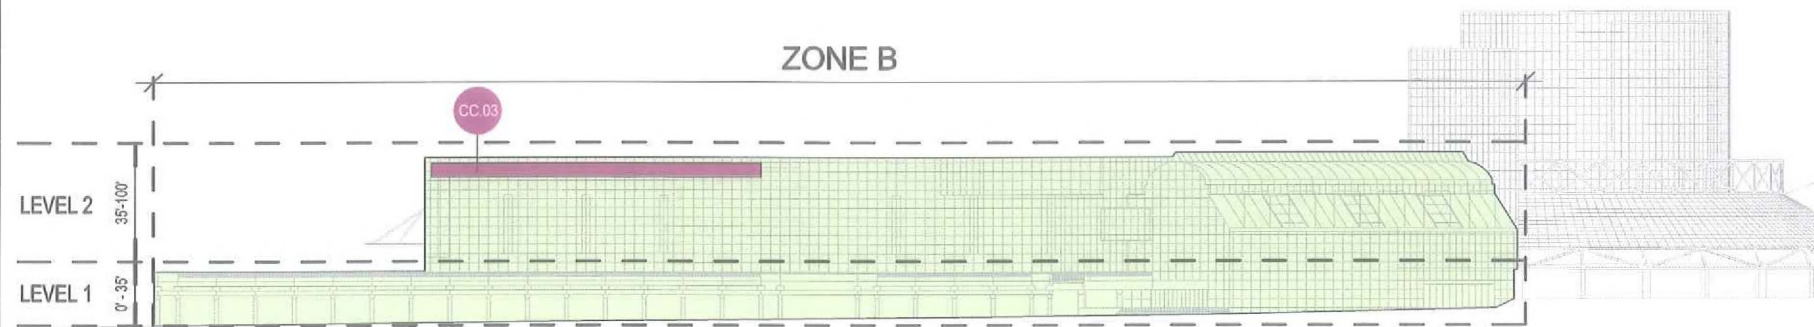 ZONE B
CC.03
LEVEL 2
35'-100'
LEVEL 1
0'-35'